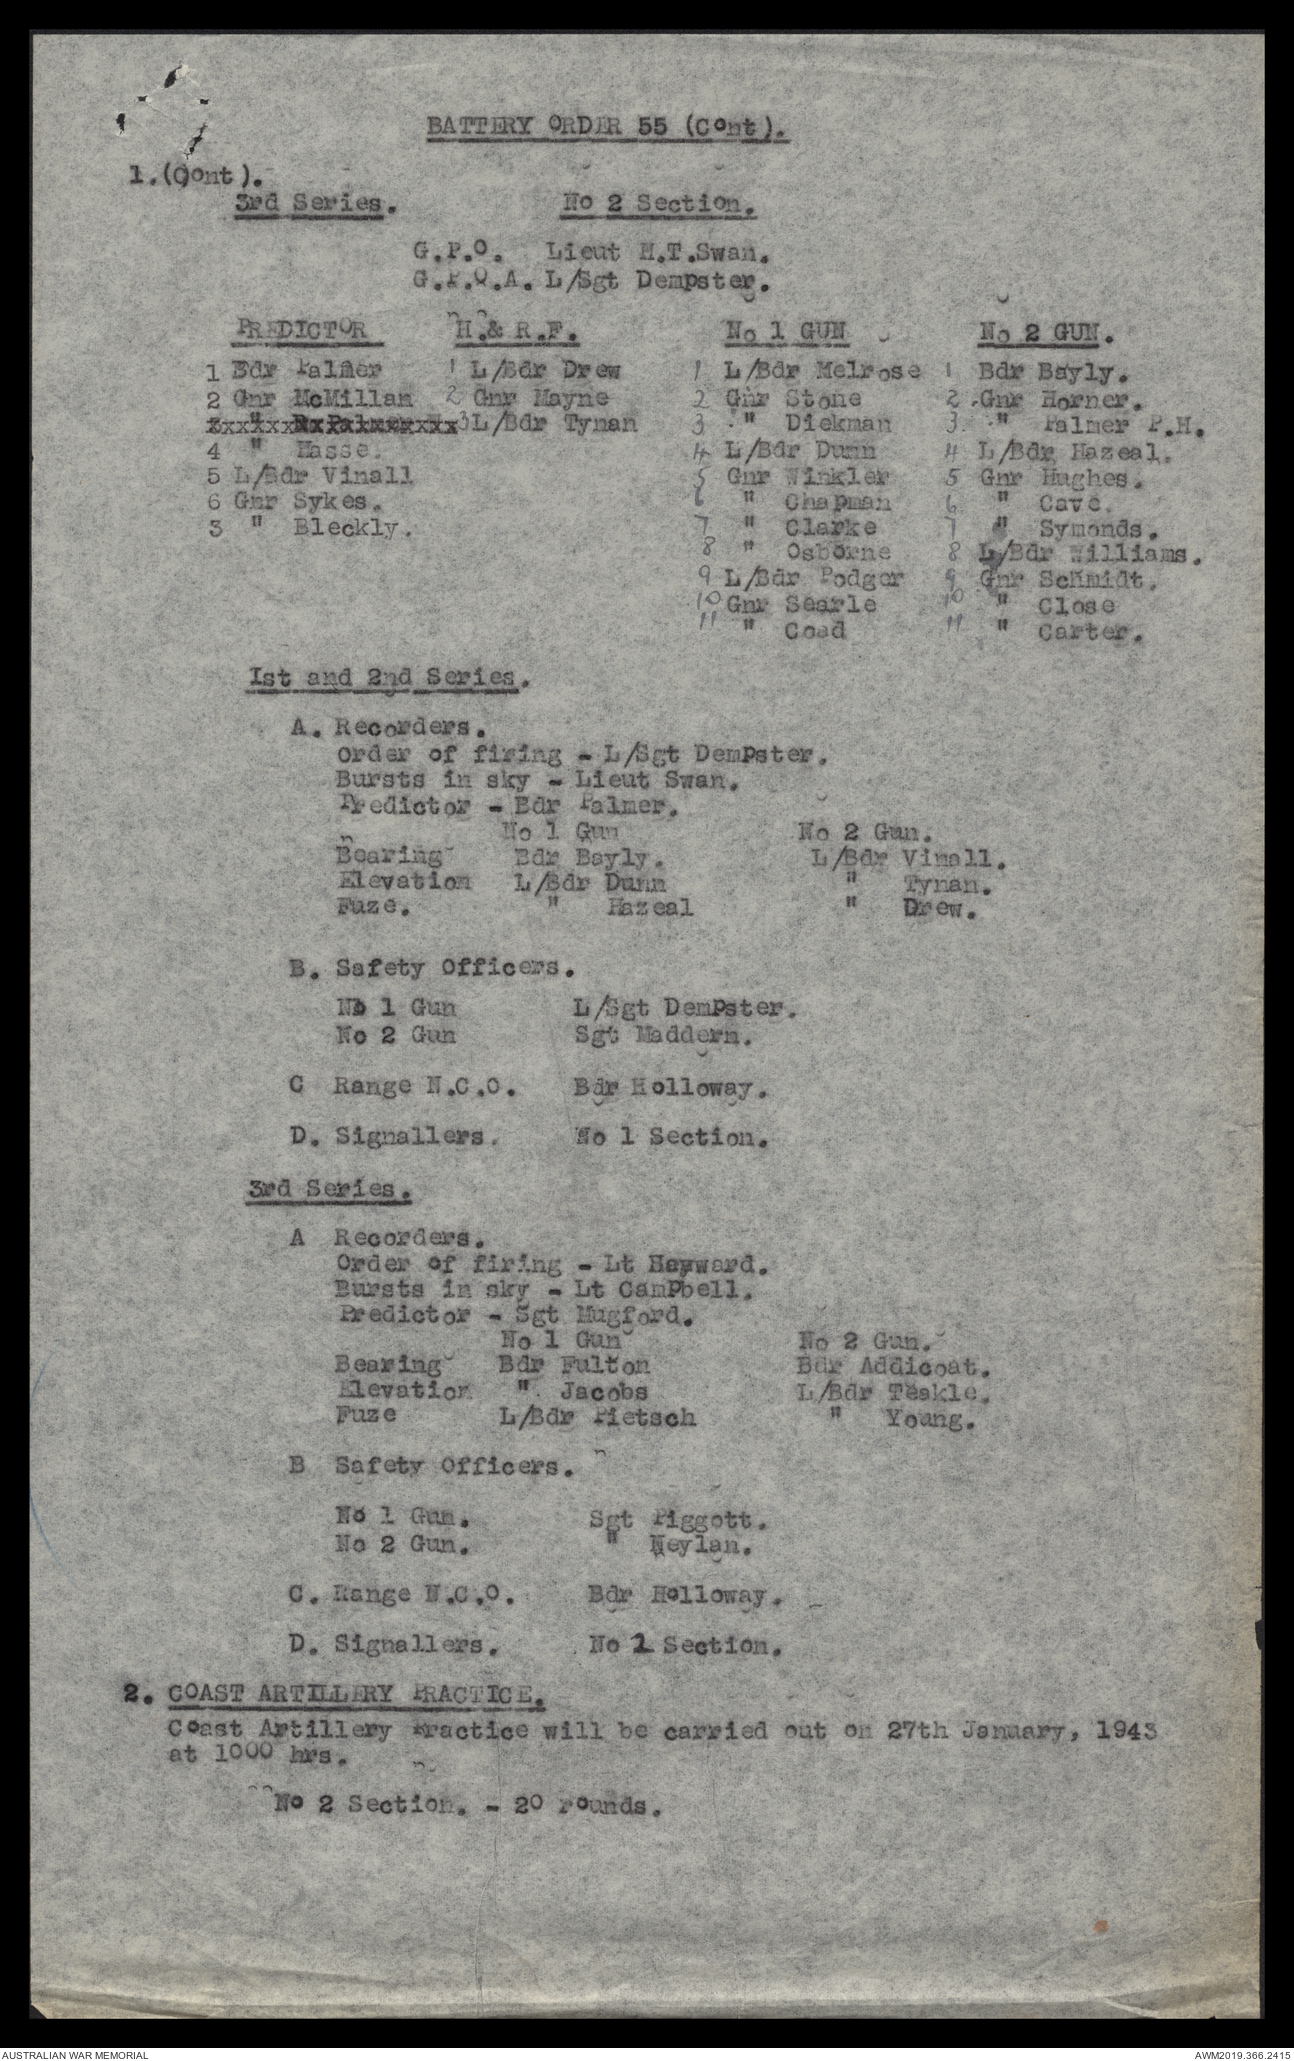 BATTERY ORDER 55 (Cont).
1.(Cont).
3rd Series. No 2 Section.
G.P.O. Lieut H.T.Swan.
G.P.O.A. L/Sgt Dempster.
PREDICTOR H.& R.F. No 1 GUN No 2 GUN.
1 Bdr Palmer 1 L/Bdr Drew 1 L/Bdr Melrose 1 Bdr Bayly.
2 Gnr McMillan 2 Gnr Mayne 2 Gnr Stone 2 Gnr Horner.
3 L/Bdr Tynan 3 " Diekman 3 " Palmer P.H.
4 " Hasse. 4 L/Bdr Dunn 4 L/Bdr Hazeal.
5 L/Bdr Vinall 5 Gnr Winkler 5 Gnr Hughes.
6 Gnr Sykes. 6 " Chapman 6 " Cave.
3 " Bleckly. 7 " Clarke 7 " Symonds.
8 " Osborne 8 L/Bdr Williams.
9 L/Bdr Podger 9 Gnr Schmidt.
10 Gnr Searle 10 " Close
11 " Coad 11 " Carter.
Ist and 2nd Series.
A. Recorders.
Order of firing - L/Sgt Dempster.
Bursts in sky - Lieut Swan.
Predictor - Bdr Palmer.
No 1 Gun No 2 Gun.
Bearing Bdr Bayly. L/Bdr Vinall.
Elevation L/Bdr Dunn " Tynan.
Fuze. " Hazeal " Drew.
B. Safety Officers.
No 1 Gun L/Sgt Dempster.
No 2 Gun Sgt Maddern.
C Range N.C.O. Bdr Holloway.
D. Signallers. No 1 Section.
3rd Series.
A Recorders.
Order of firing - Lt Hayward.
Bursts in sky - Lt Campbell.
Predictor - Sgt Mugford.
No 1 Gun No 2 Gun.
Bearing Bdr Fulton Bdr Addicoat.
Elevation " Jacobs L/Bdr Teakle.
Fuze L/Bdr Pietsch " Young.
B Safety Officers.
No 1 Gun. Sgt Piggott.
No 2 Gun. " Neylan.
C. Range N.C.O. Bdr Holloway.
D. Signallers. No 1 Section.
2. COAST ARTILLERY PRACTICE.
Coast Artillery Practice will be carried out on 27th January, 1943
at 1000 hrs.
No 2 Section. - 20 rounds.
AUSTRALIAN WAR MEMORIAL AWM2019.366.2415